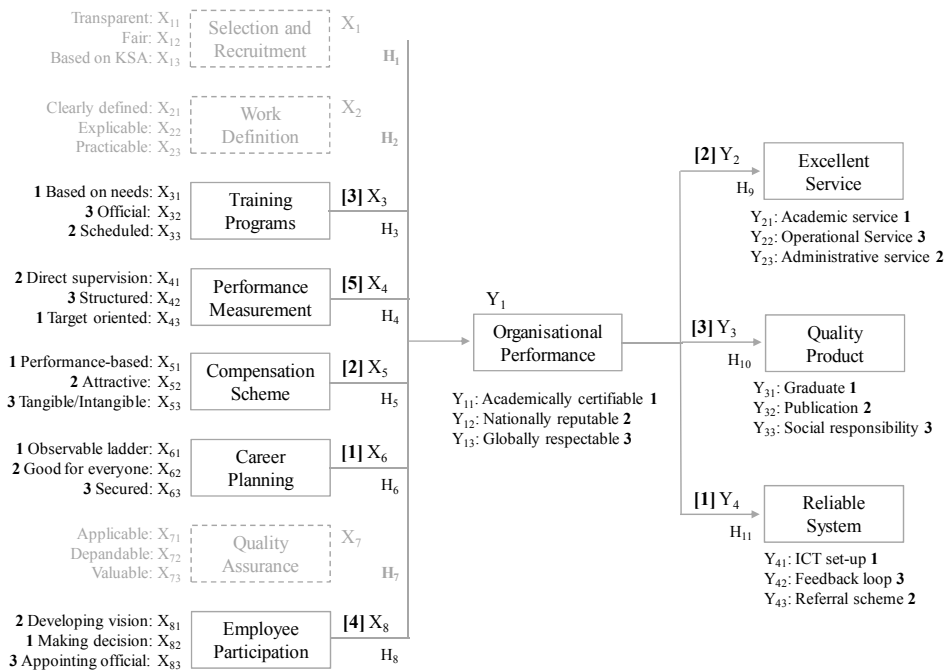 Transparent: X₁₁
Fair: X₁₂
Based on KSA: X₁₃
Selection and
Recruitment
X₁
H₁
Clearly defined: X₂₁
Explicable: X₂₂
Practicable: X₂₃
Work
Definition
X₂
H₂
1 Based on needs: X₃₁
3 Official: X₃₂
2 Scheduled: X₃₃
Training
Programs
[3] X₃
H₃
2 Direct supervision: X₄₁
3 Structured: X₄₂
1 Target oriented: X₄₃
Performance
Measurement
[5] X₄
H₄
1 Performance-based: X₅₁
2 Attractive: X₅₂
3 Tangible/Intangible: X₅₃
Compensation
Scheme
[2] X₅
H₅
1 Observable ladder: X₆₁
2 Good for everyone: X₆₂
3 Secured: X₆₃
Career
Planning
[1] X₆
H₆
Applicable: X₇₁
Depandable: X₇₂
Valuable: X₇₃
Quality
Assurance
X₇
H₇
2 Developing vision: X₈₁
1 Making decision: X₈₂
3 Appointing official: X₈₃
Employee
Participation
[4] X₈
H₈
Y₁
Organisational
Performance
Y₁₁: Academically certifiable 1
Y₁₂: Nationally reputable 2
Y₁₃: Globally respectable 3
[2] Y₂
H₉
Excellent
Service
Y₂₁: Academic service 1
Y₂₂: Operational Service 3
Y₂₃: Administrative service 2
[3] Y₃
H₁₀
Quality
Product
Y₃₁: Graduate 1
Y₃₂: Publication 2
Y₃₃: Social responsibility 3
[1] Y₄
H₁₁
Reliable
System
Y₄₁: ICT set-up 1
Y₄₂: Feedback loop 3
Y₄₃: Referral scheme 2